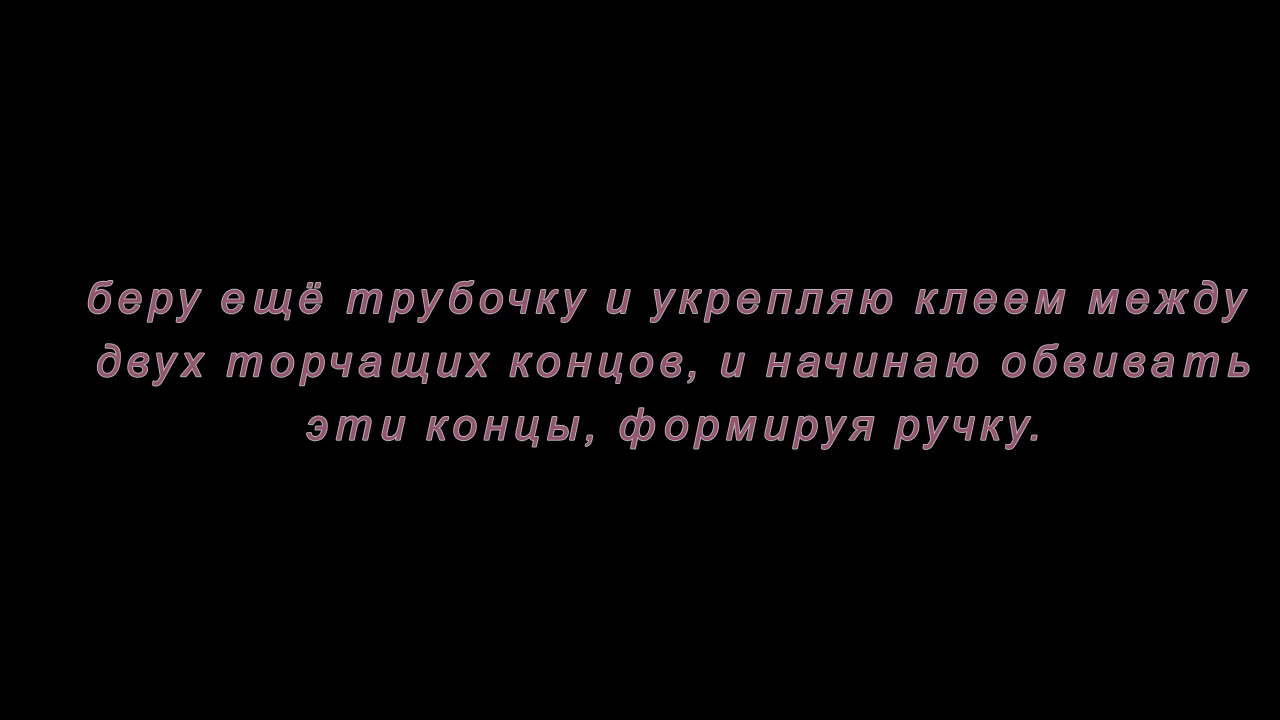 беру ещё трубочку и укрепляю клеем между
двух торчащих концов, и начинаю обвивать
эти концы, формируя ручку.